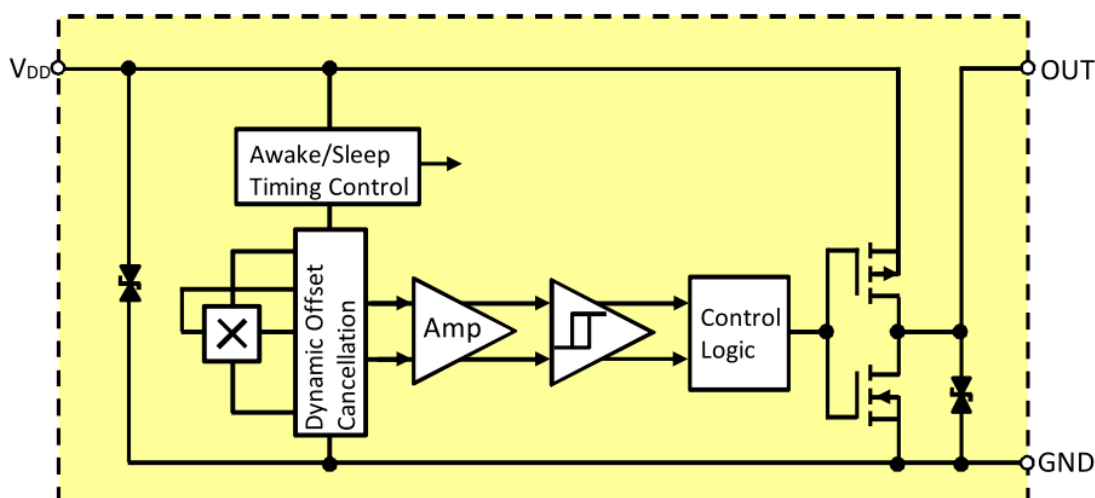 VDD
OUT
Awake/Sleep
Timing Control
Dynamic Offset
Cancellation
Amp
Control
Logic
GND